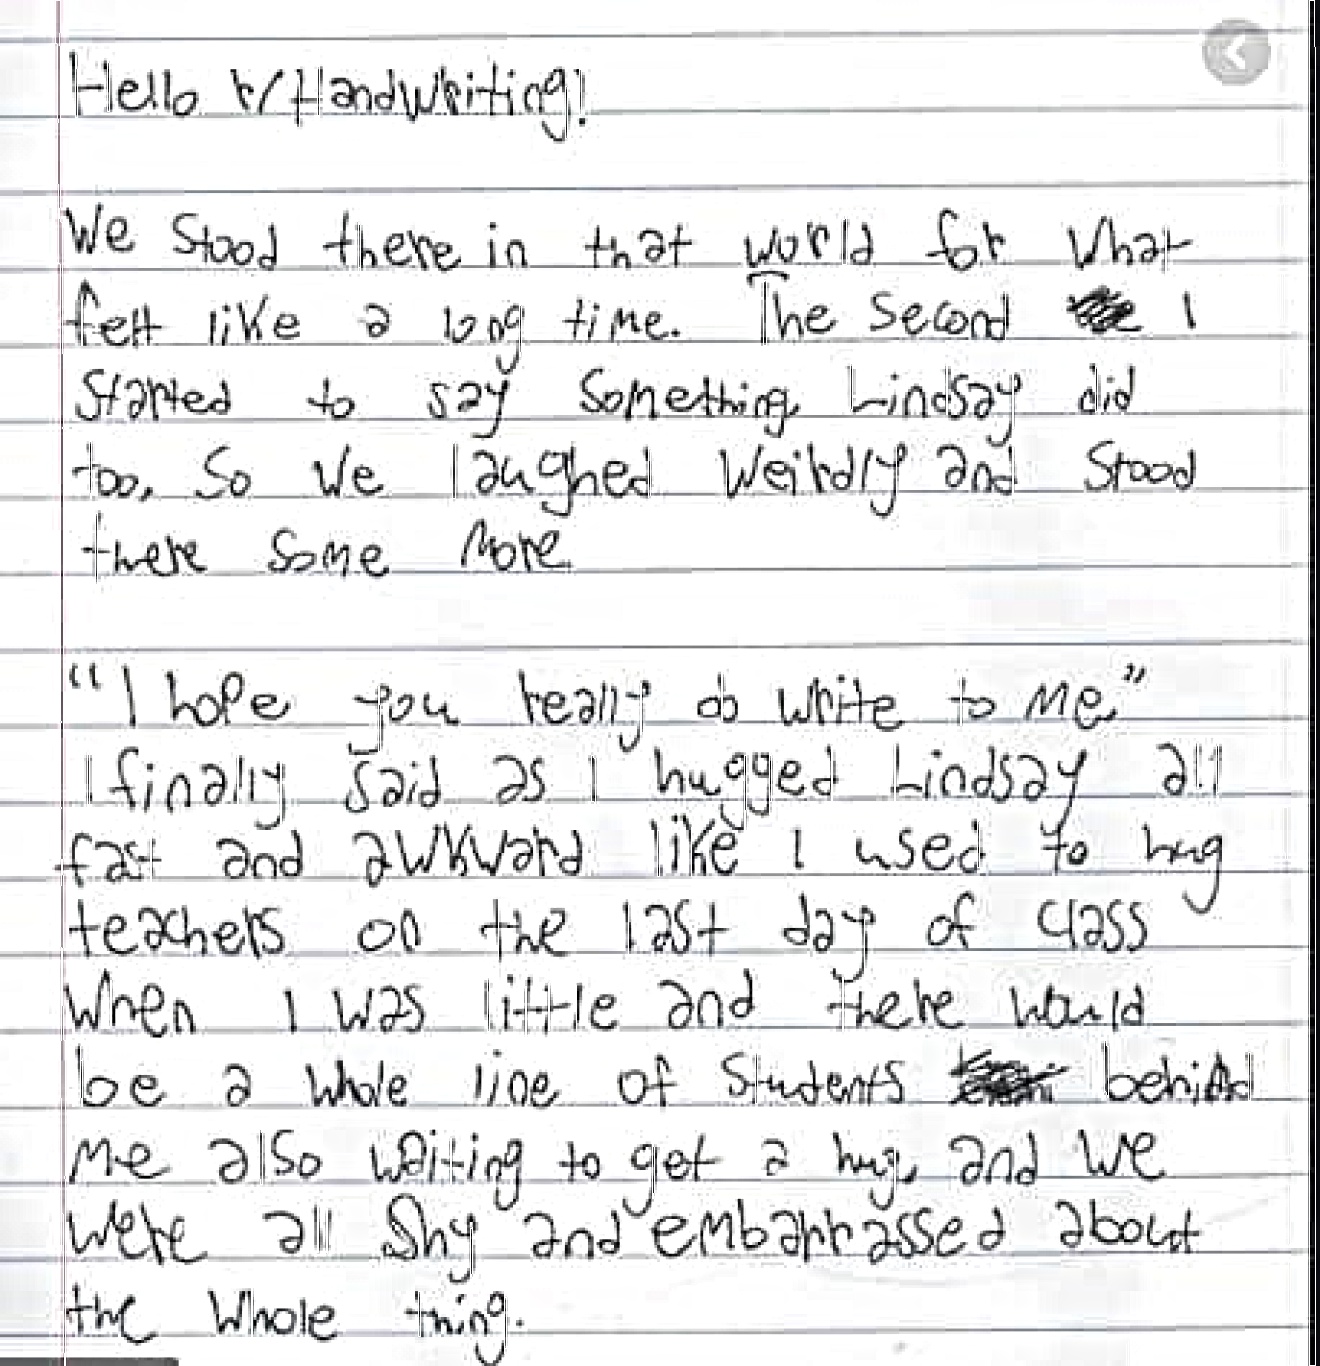 Hello r/Handwriting!
We stood there in that world for what
felt like a long time. The second I
started to say something, Lindsay did
too, so we laughed weirdly and stood
there some more.
"I hope you really do write to me,"
I finally said as I hugged Lindsay all
fast and awkward like I used to hug
teachers on the last day of class
when I was little and there would
be a whole line of students behind
me also waiting to get a hug, and we
were all shy and embarrassed about
the whole thing.